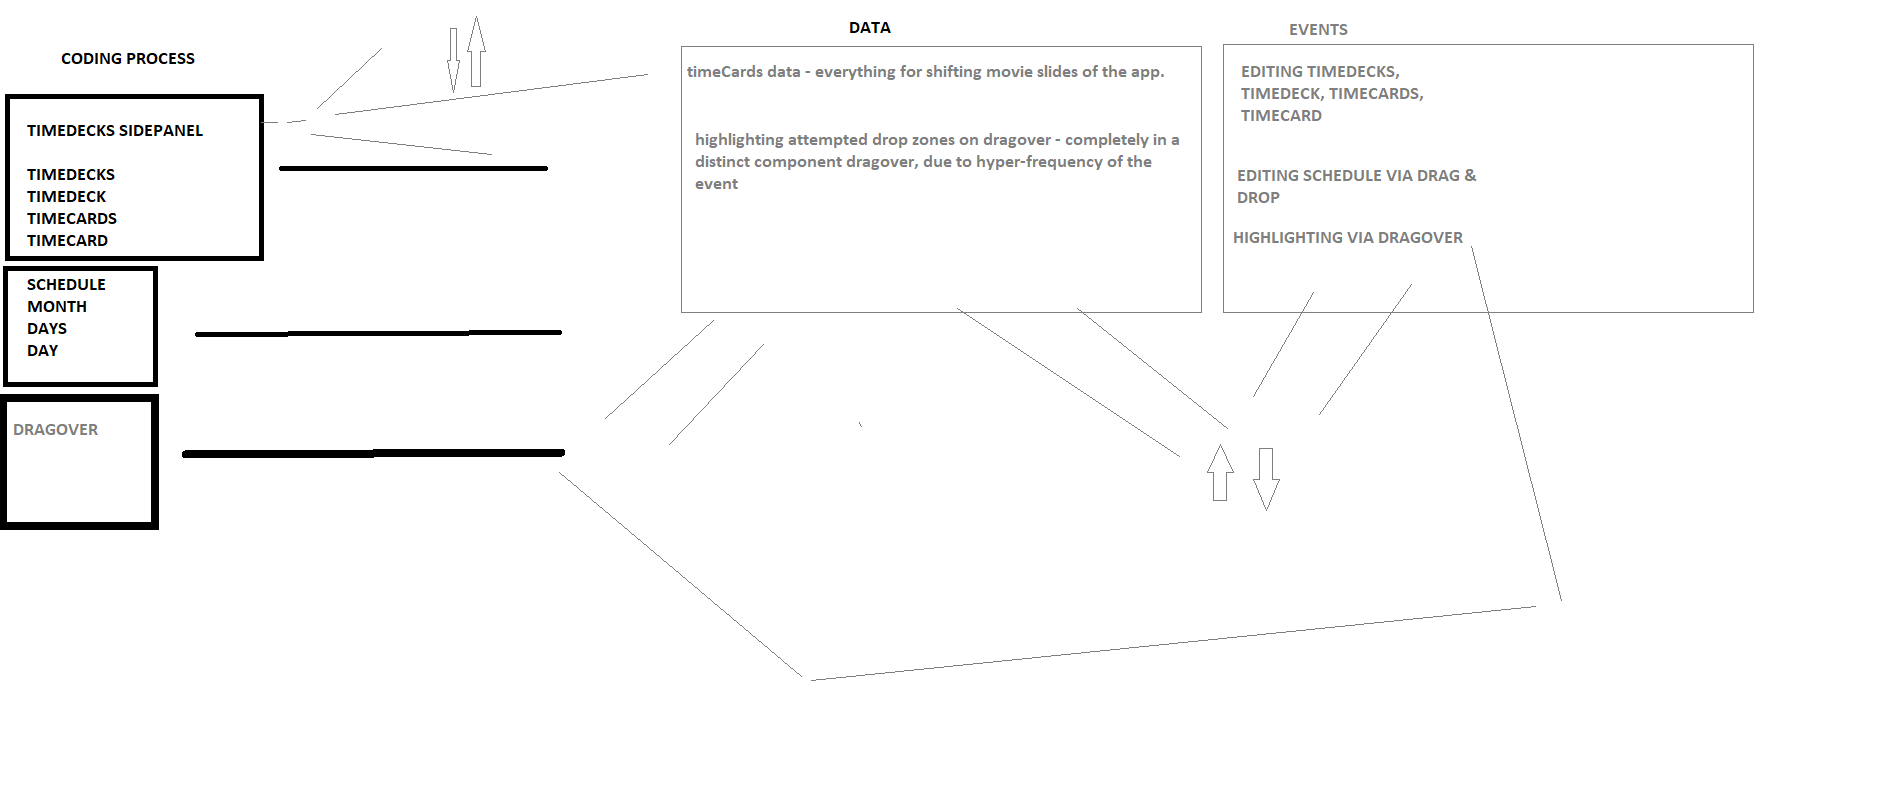 CODING PROCESS
TIMEDECKS SIDEPANEL
TIMEDECKS
TIMEDECK
TIMECARDS
TIMECARD
SCHEDULE
MONTH
DAYS
DAY
DRAGOVER
DATA
timeCards data - everything for shifting movie slides of the app.
highlighting attempted drop zones on dragover - completely in a
distinct component dragover, due to hyper-frequency of the
event
EVENTS
EDITING TIMEDECKS,
TIMEDECK, TIMECARDS,
TIMECARD
EDITING SCHEDULE VIA DRAG &
DROP
HIGHLIGHTING VIA DRAGOVER